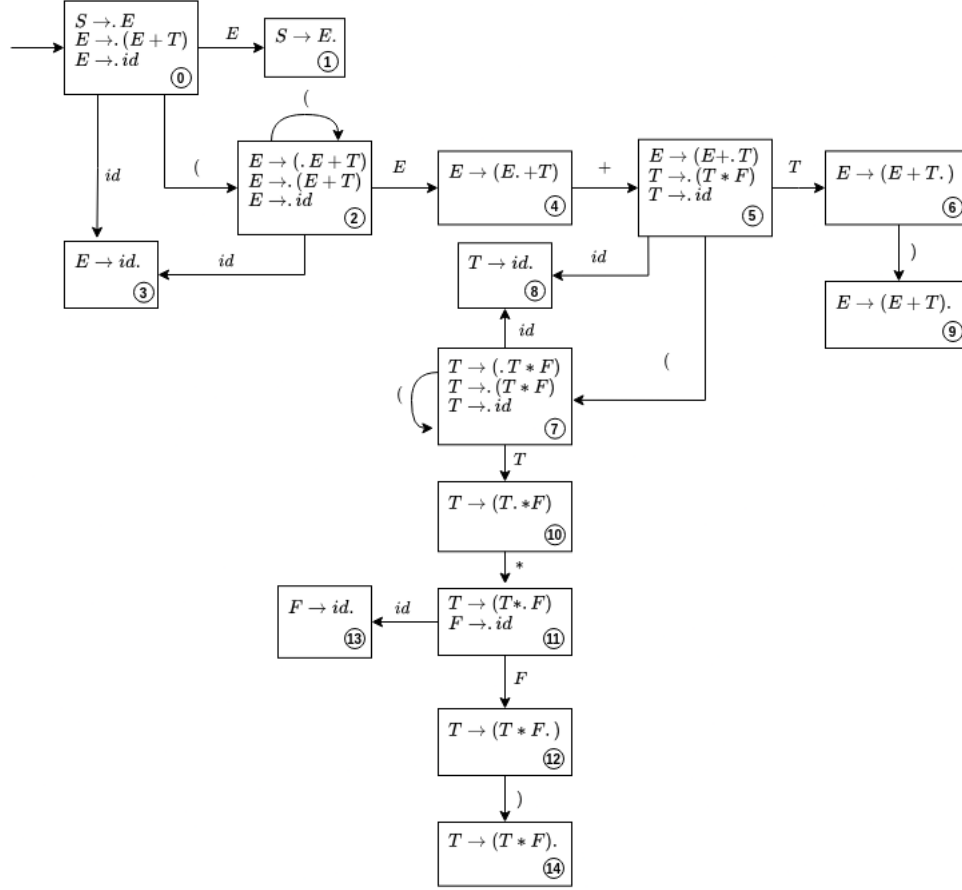 S →. E
E →. (E + T)
E →. id
0
E
S → E.
1
(
id
(
E → (. E + T)
E →. (E + T)
E →. id
2
E
E → (E. +T)
4
+
E → (E+. T)
T →. (T * F)
T →. id
5
T
E → (E + T. )
6
)
E → (E + T).
9
id
E → id.
3
id
T → id.
8
id
(
T → (. T * F)
T →. (T * F)
T →. id
7
(
T
T → (T. *F)
10
*
T → (T*. F)
F →. id
11
id
F → id.
13
F
T → (T * F. )
12
)
T → (T * F).
14